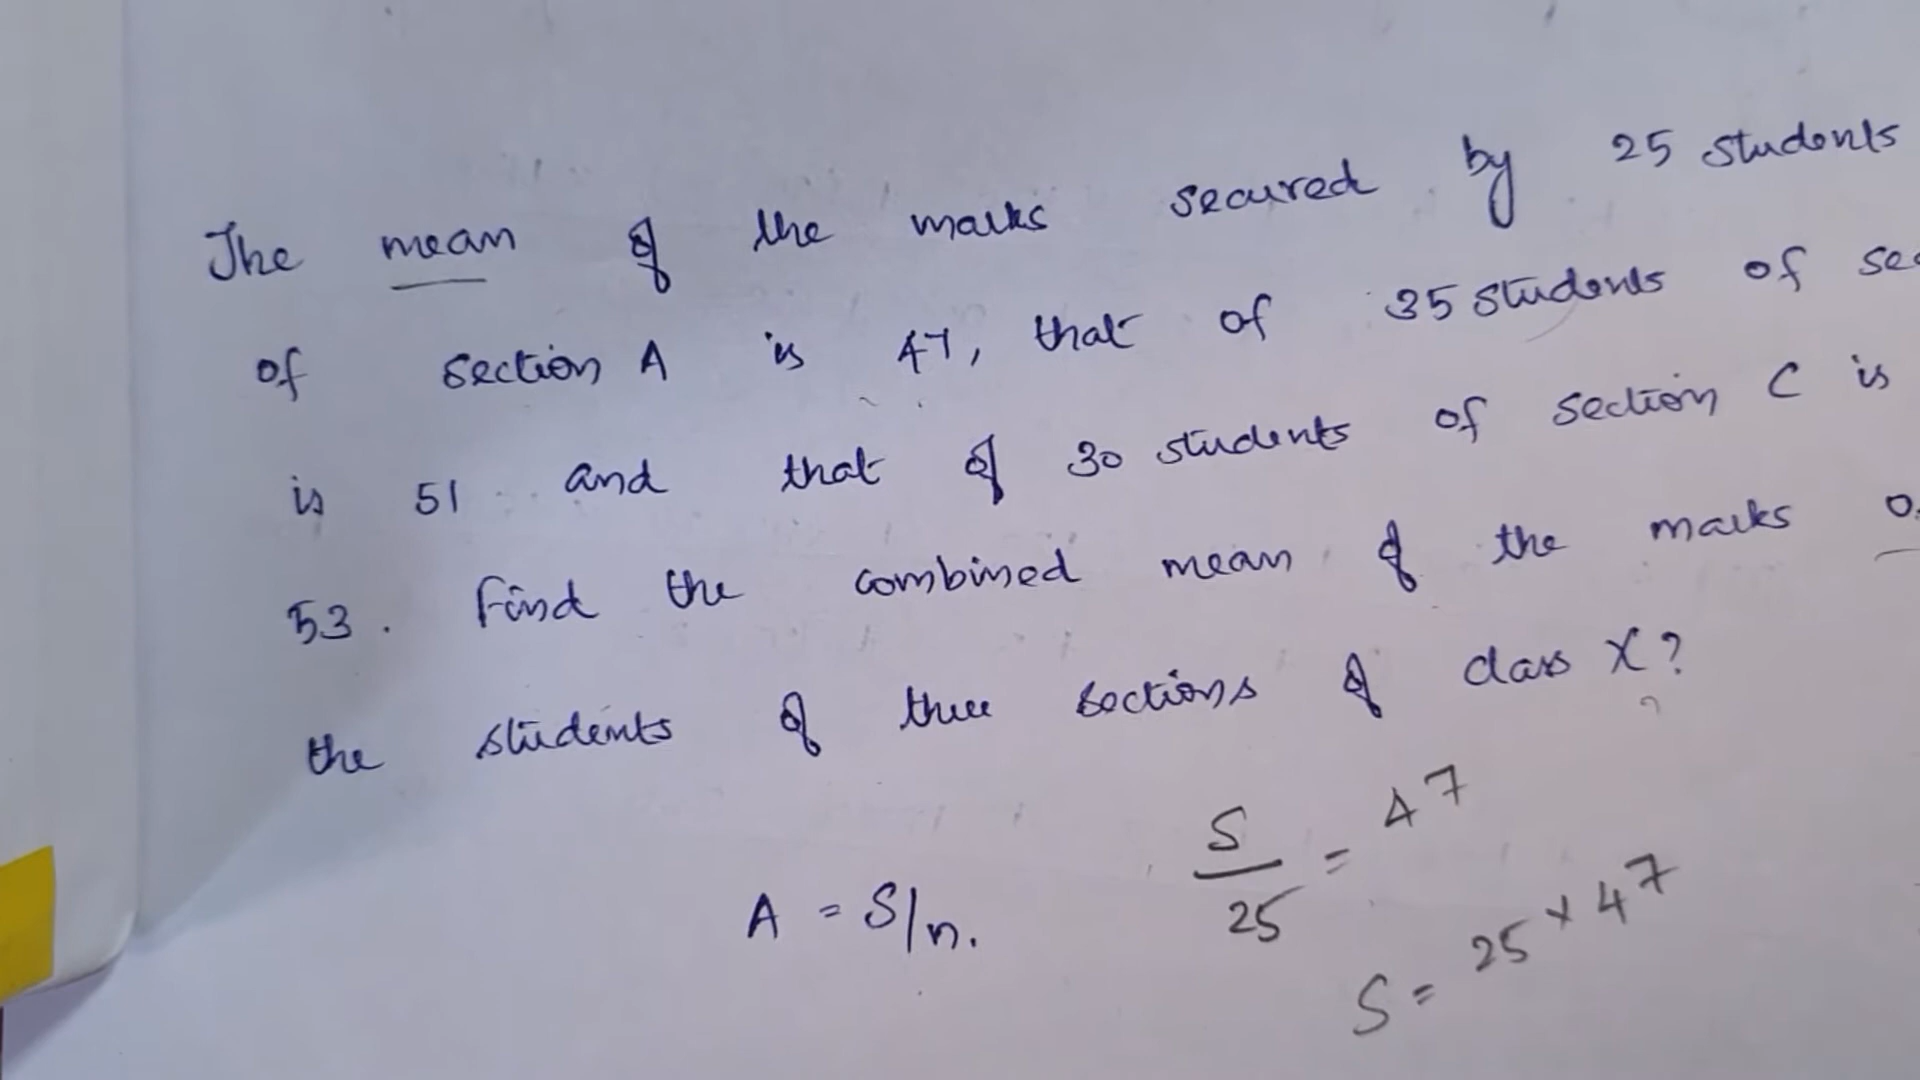 The mean of the marks secured by 25 students
of section A is 47, that of 35 students of sec
is 51 and that of 30 students of section C is
53. Find the combined mean of the marks o
the students of three sections of class X?
A = S/n.
S/25 = 47
S = 25 x 47